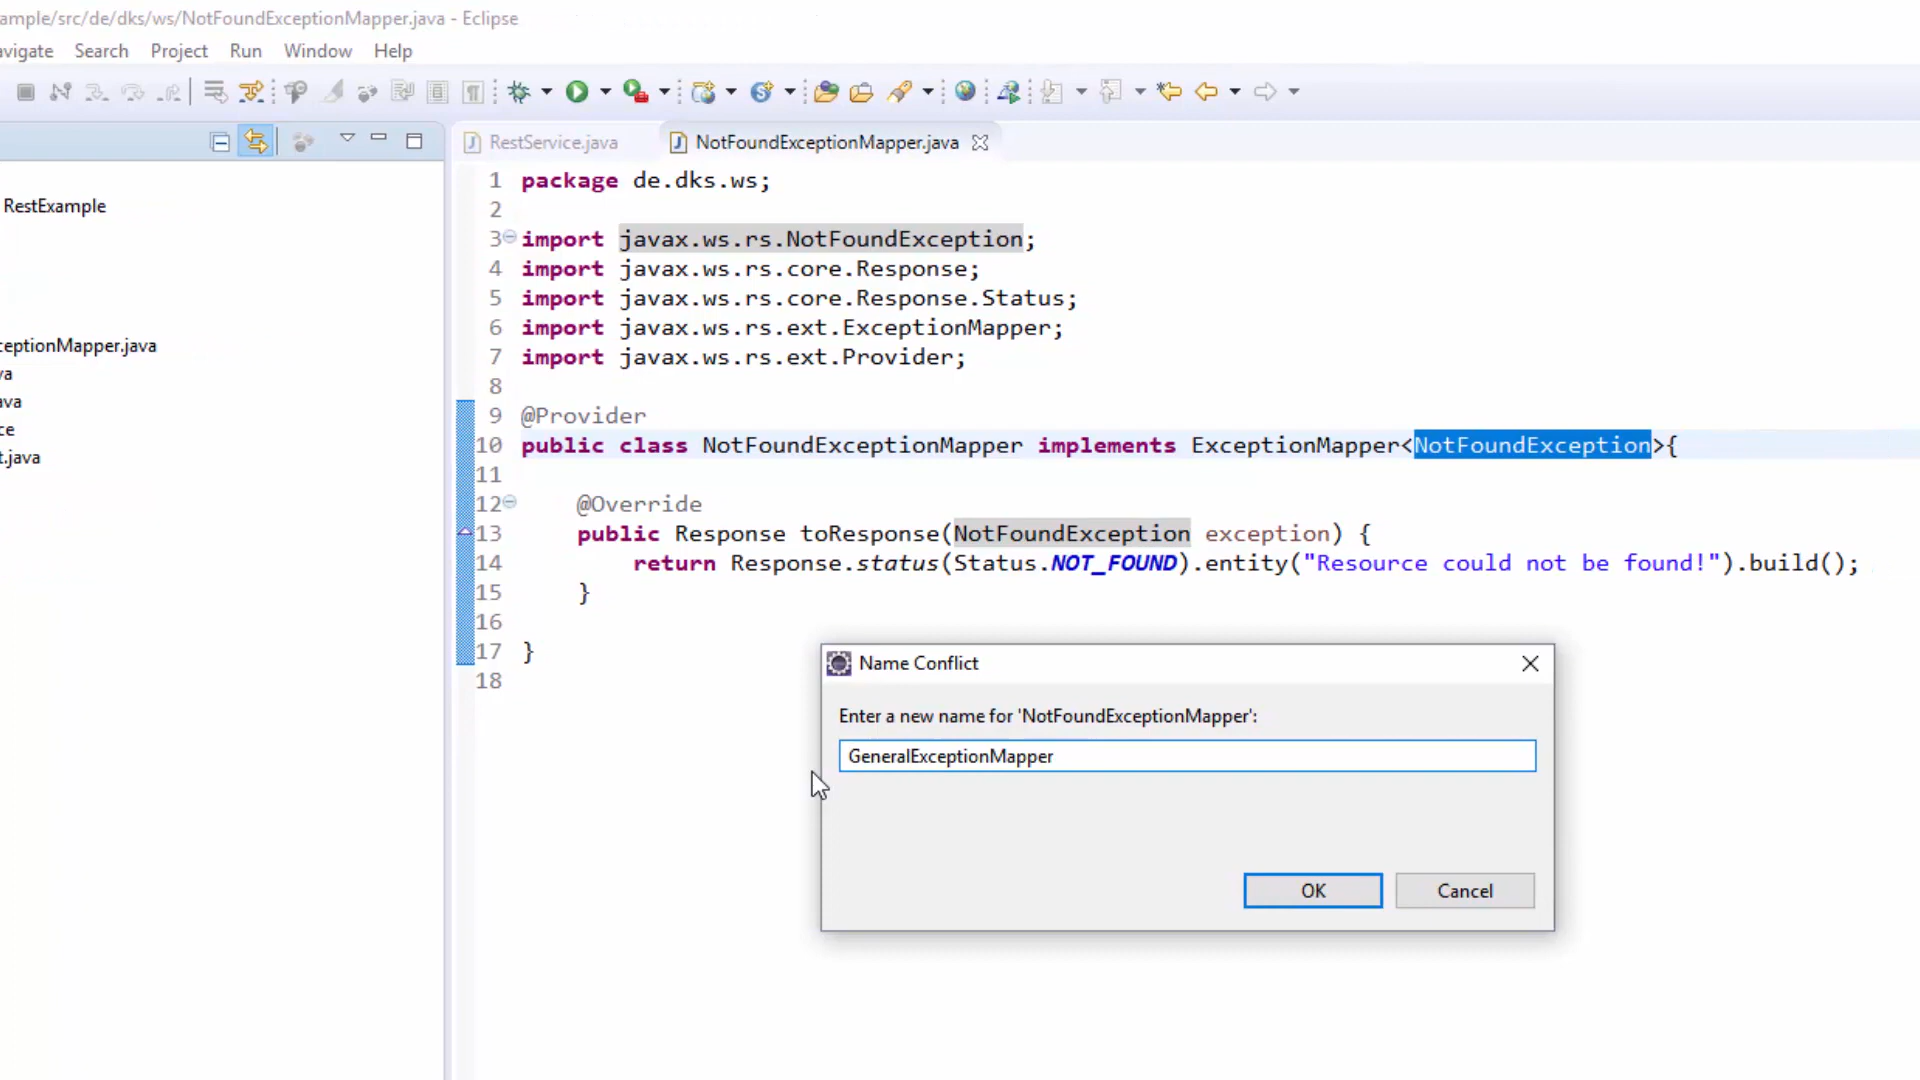 ample/src/de/dks/ws/NotFoundExceptionMapper.java - Eclipse
avigate Search Project Run Window Help
RestService.java NotFoundExceptionMapper.java
RestExample
ceptionMapper.java
va
ava
ce
t.java
1 package de.dks.ws;
2
3 import javax.ws.rs.NotFoundException;
4 import javax.ws.rs.core.Response;
5 import javax.ws.rs.core.Response.Status;
6 import javax.ws.rs.ext.ExceptionMapper;
7 import javax.ws.rs.ext.Provider;
8
9 @Provider
10 public class NotFoundExceptionMapper implements ExceptionMapper<NotFoundException>{
11
12 @Override
13 public Response toResponse(NotFoundException exception) {
14 return Response.status(Status.NOT_FOUND).entity("Resource could not be found!").build();
15 }
16
17 }
18
Name Conflict
Enter a new name for 'NotFoundExceptionMapper':
GeneralExceptionMapper
OK Cancel